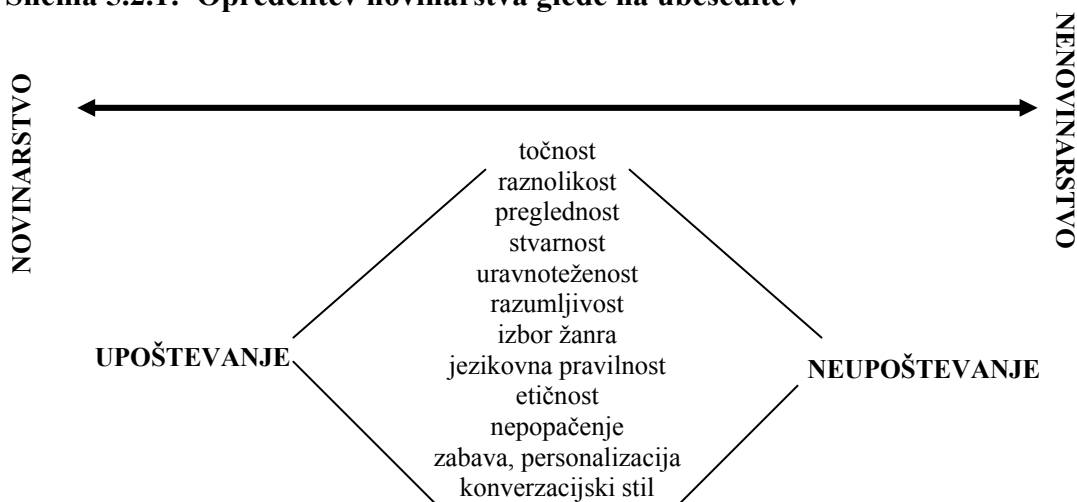 NOVINARSTVO
NENOVINARSTVO
točnost
raznolikost
preglednost
stvarnost
uravnoteženost
razumljivost
izbor žanra
UPOŠTEVANJE
jezikovna pravilnost
NEUPOŠTEVANJE
etičnost
nepopačenje
zabava, personalizacija
konverzacijski stil